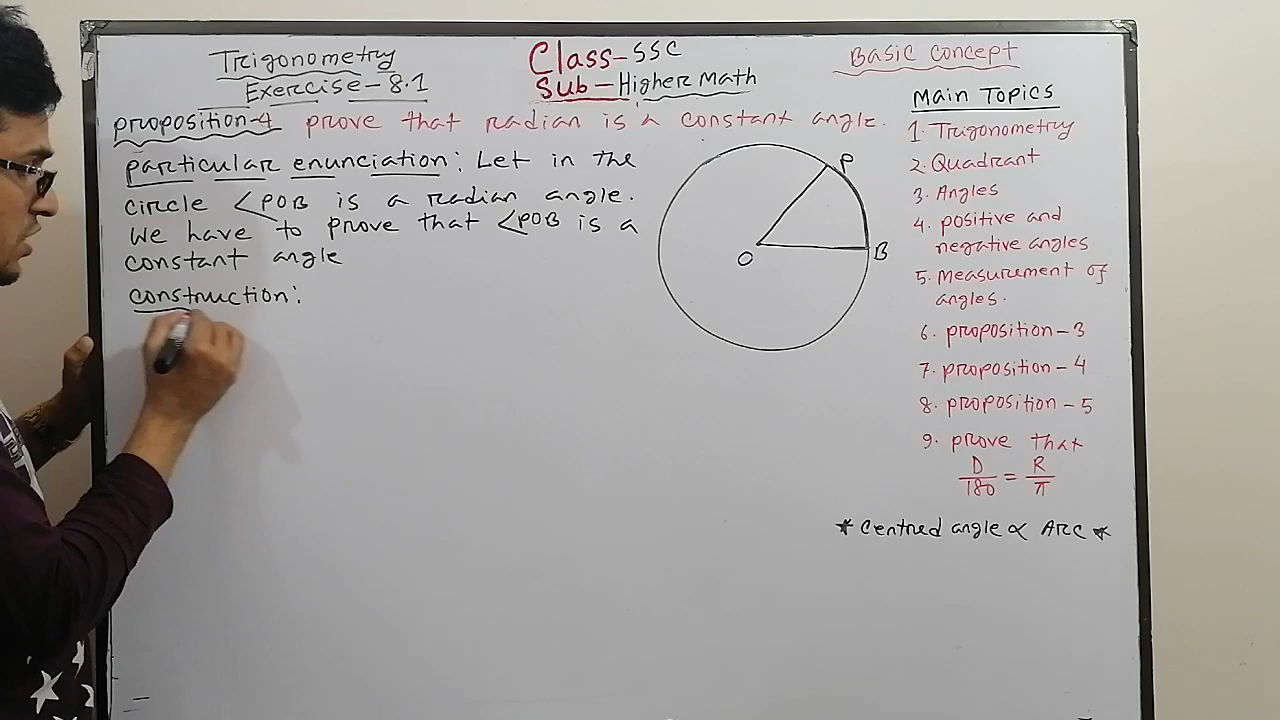 Trigonometry
Exercise-8.1
Class-SSC
Sub-Higher Math
Basic Concept
proposition-4 prove that radian is a constant angle.
particular enunciation: Let in the
circle ∠POB is a radian angle.
We have to prove that ∠POB is a
constant angle
construction:
P
O
B
Main Topics
1. Trigonometry
2. Quadrant
3. Angles
4. positive and
negative angles
5. Measurement of
angles.
6. proposition-3
7. proposition-4
8. proposition-5
9. prove that
D/180 = R/π
* Centred angle ∝ Arc *